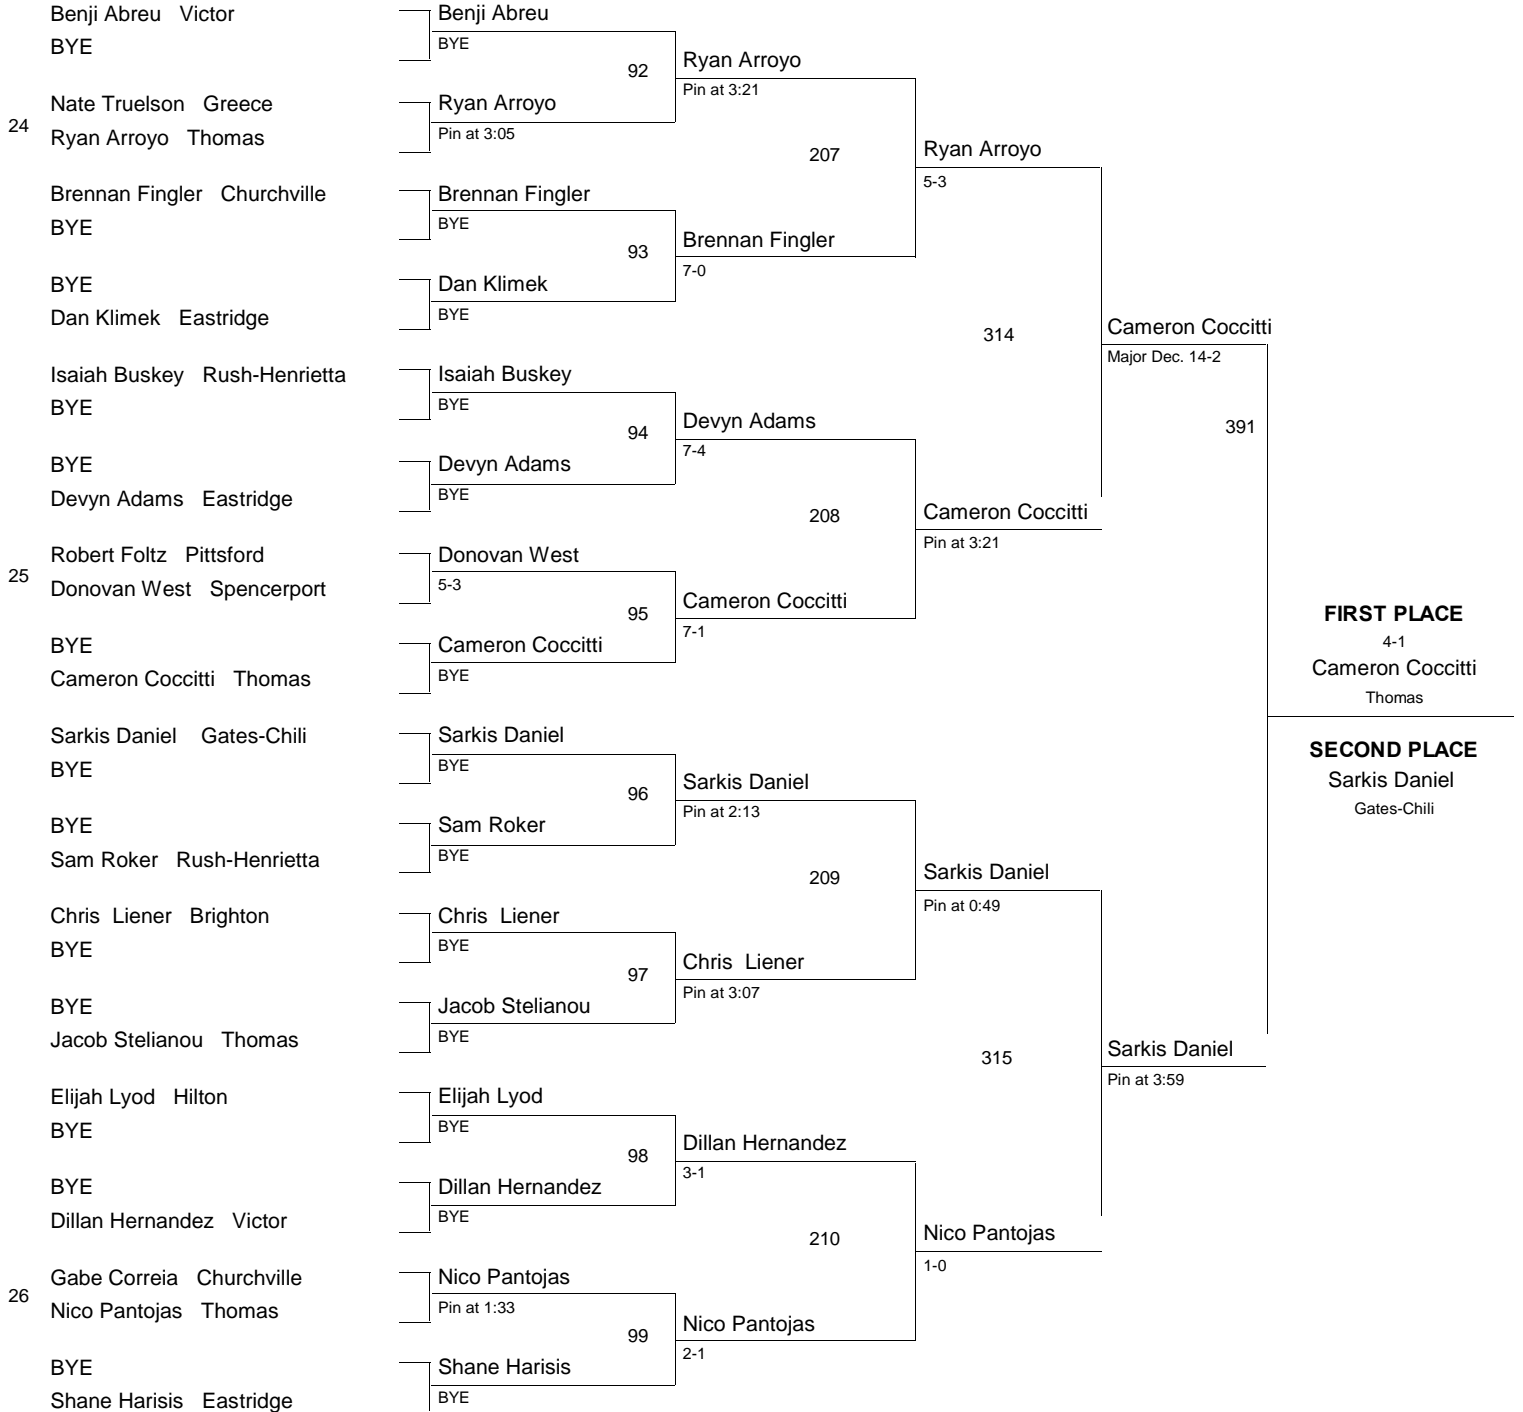 Benji Abreu Victor
BYE
24
Nate Truelson Greece
Ryan Arroyo Thomas
Brennan Fingler Churchville
BYE
BYE
Dan Klimek Eastridge
Isaiah Buskey Rush-Henrietta
BYE
BYE
Devyn Adams Eastridge
25
Robert Foltz Pittsford
Donovan West Spencerport
BYE
Cameron Coccitti Thomas
Sarkis Daniel Gates-Chili
BYE
BYE
Sam Roker Rush-Henrietta
Chris Liener Brighton
BYE
BYE
Jacob Stelianou Thomas
Elijah Lyod Hilton
BYE
BYE
Dillan Hernandez Victor
26
Gabe Correia Churchville
Nico Pantojas Thomas
BYE
Shane Harisis Eastridge
Benji Abreu
BYE
92
Ryan Arroyo
Pin at 3:05
Brennan Fingler
BYE
93
Dan Klimek
BYE
Isaiah Buskey
BYE
94
Devyn Adams
BYE
Donovan West
5-3
95
Cameron Coccitti
BYE
Sarkis Daniel
BYE
96
Sam Roker
BYE
Chris Liener
BYE
97
Jacob Stelianou
BYE
Elijah Lyod
BYE
98
Dillan Hernandez
BYE
Nico Pantojas
Pin at 1:33
99
Shane Harisis
BYE
Ryan Arroyo
Pin at 3:21
207
Brennan Fingler
7-0
Devyn Adams
7-4
208
Cameron Coccitti
7-1
Sarkis Daniel
Pin at 2:13
209
Chris Liener
Pin at 3:07
Dillan Hernandez
3-1
210
Nico Pantojas
2-1
Ryan Arroyo
5-3
314
Cameron Coccitti
Pin at 3:21
Sarkis Daniel
Pin at 0:49
315
Nico Pantojas
1-0
Cameron Coccitti
Major Dec. 14-2
391
Sarkis Daniel
Pin at 3:59
FIRST PLACE
4-1
Cameron Coccitti
Thomas
SECOND PLACE
Sarkis Daniel
Gates-Chili